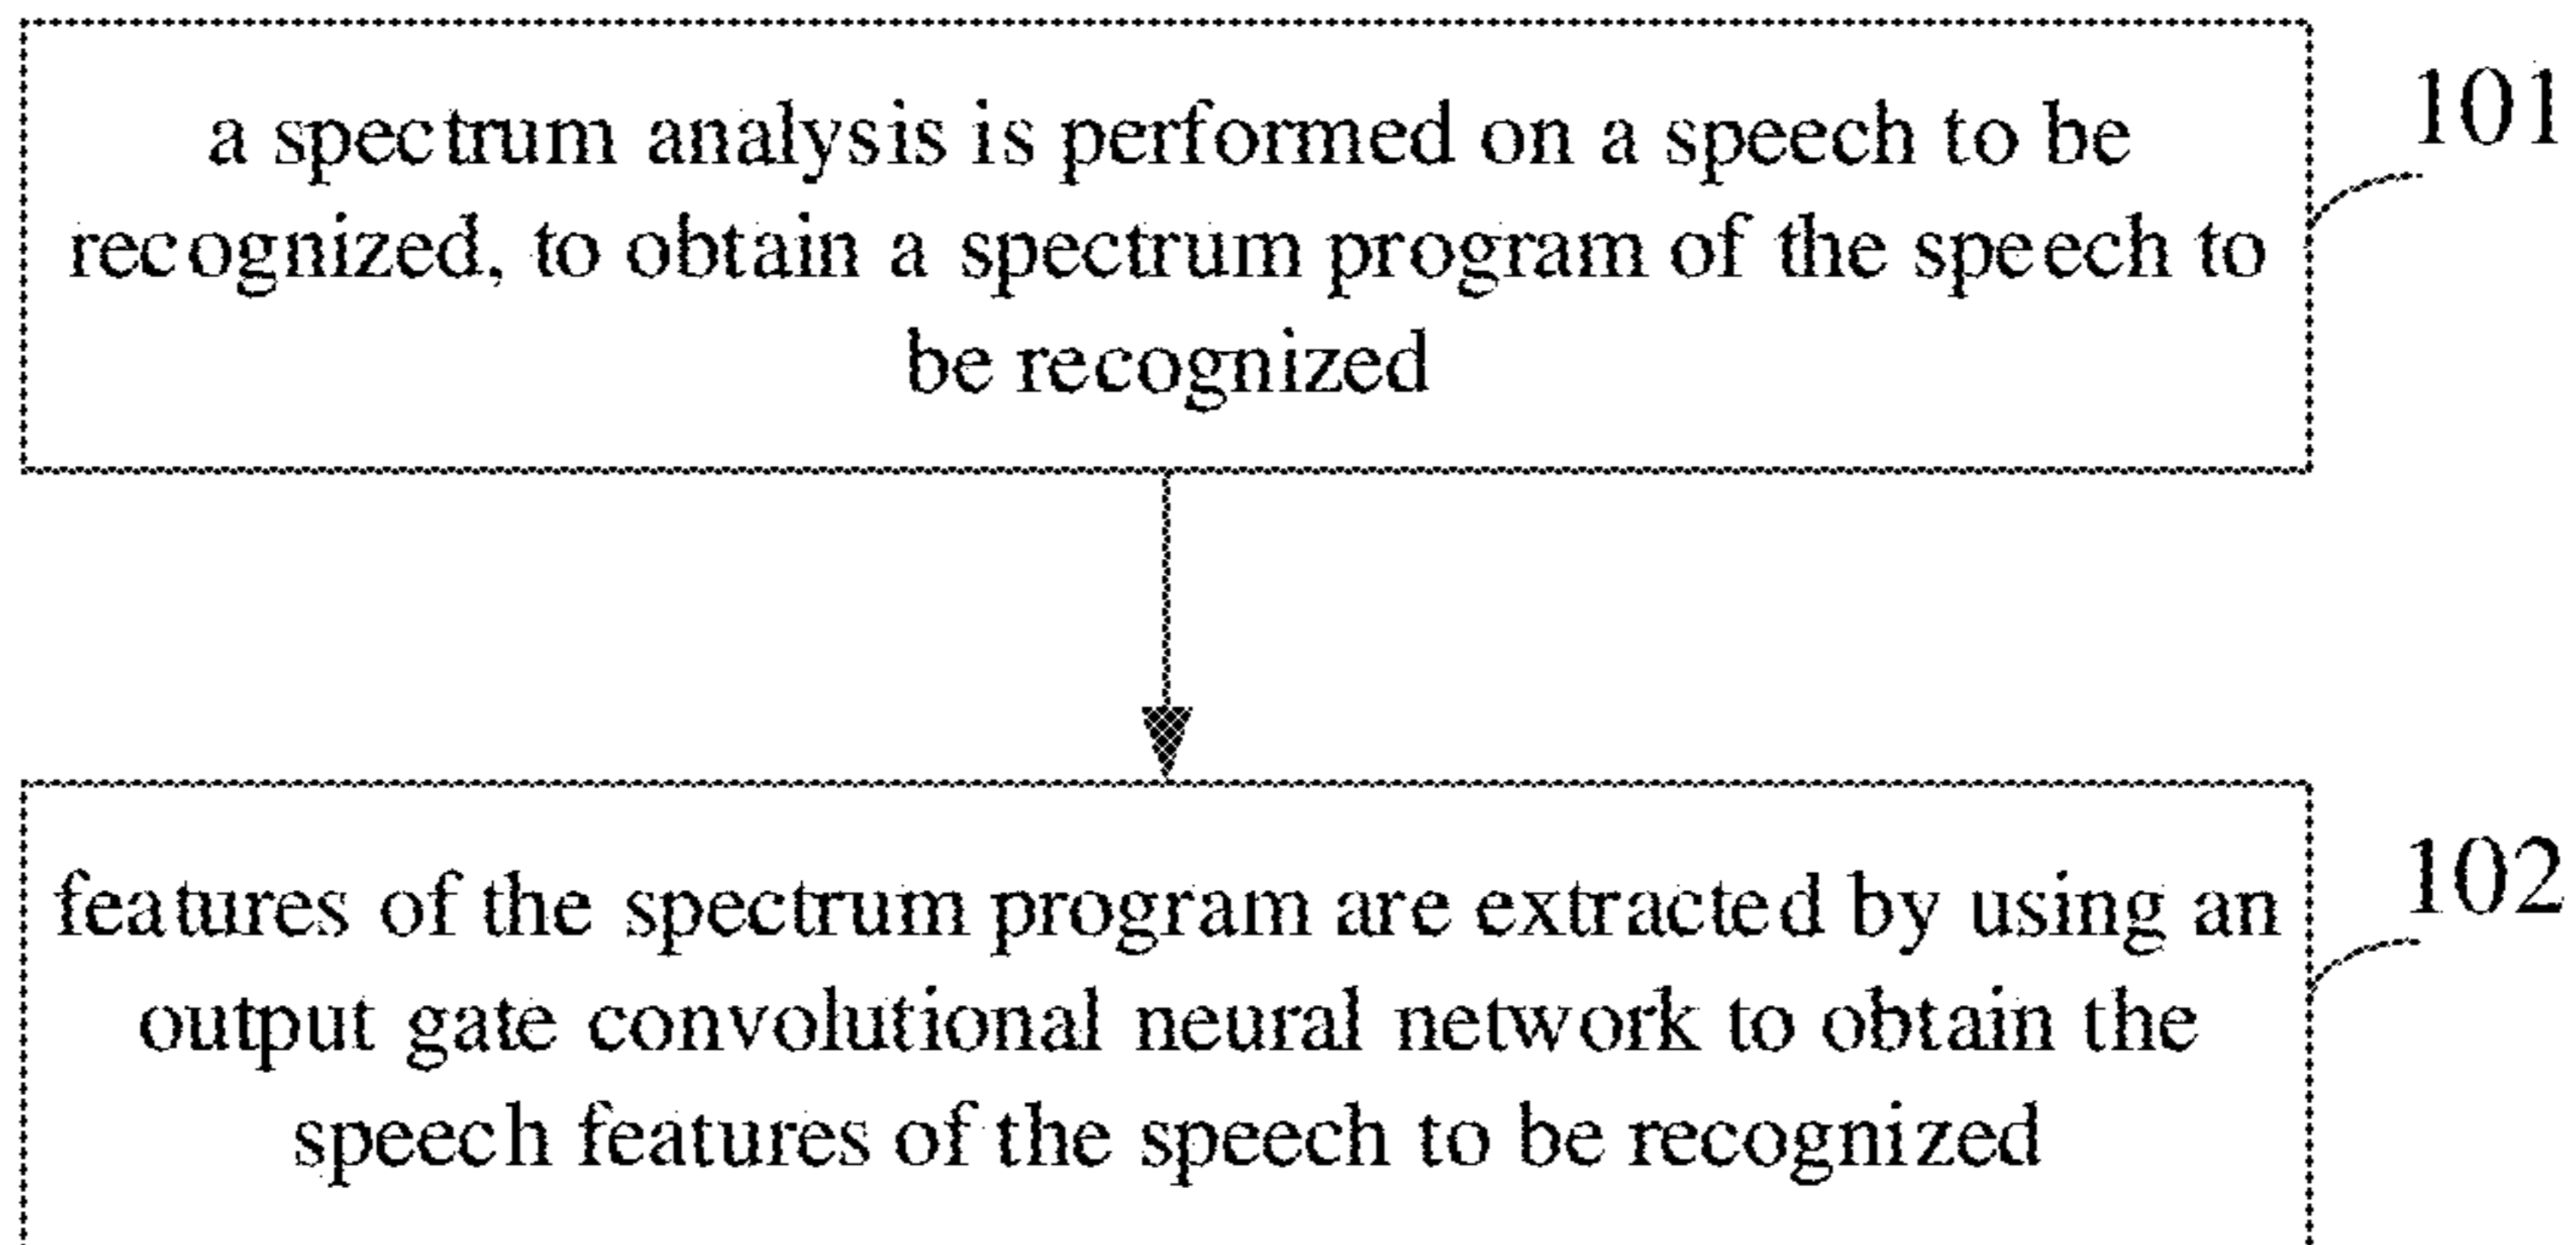 a spectrum analysis is performed on a speech to be
recognized, to obtain a spectrum program of the speech to
be recognized
101
features of the spectrum program are extracted by using an
output gate convolutional neural network to obtain the
speech features of the speech to be recognized
102